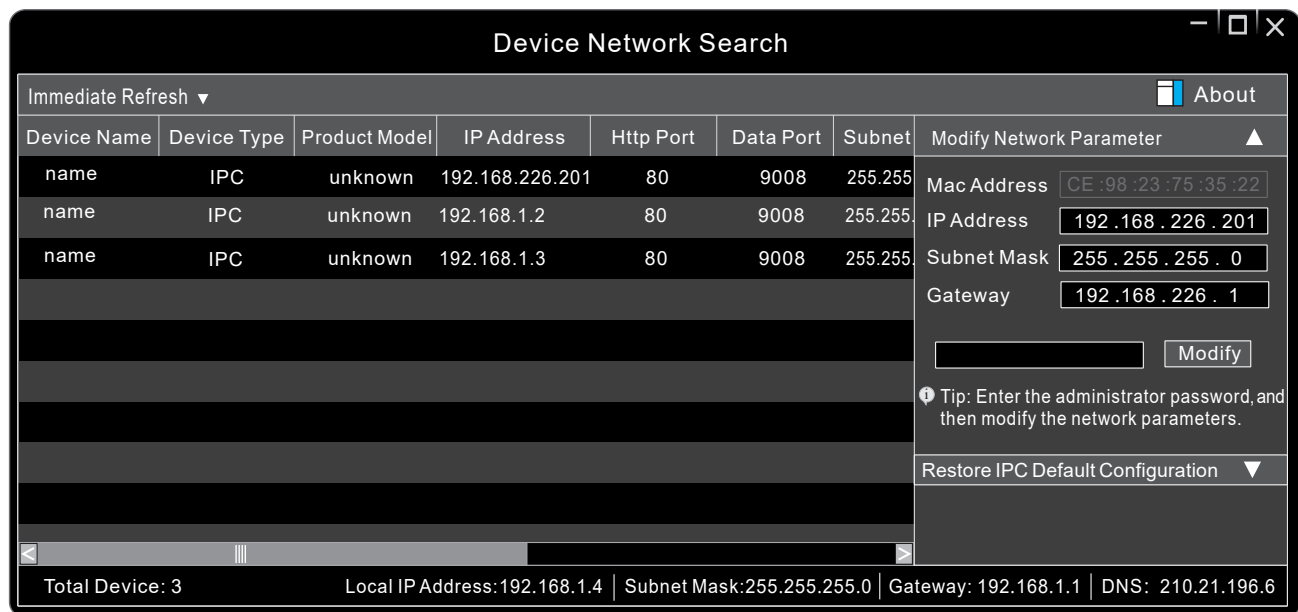 Device Network Search
Immediate Refresh
About
Device Name Device Type Product Model IP Address Http Port Data Port Subnet
name IPC unknown 192.168.226.201 80 9008 255.255
name IPC unknown 192.168.1.2 80 9008 255.255.
name IPC unknown 192.168.1.3 80 9008 255.255.
Modify Network Parameter
Mac Address CE :98 :23 :75 :35 :22
IP Address 192 .168 . 226 . 201
Subnet Mask 255 . 255 . 255 . 0
Gateway 192 .168 . 226 . 1
Modify
Tip: Enter the administrator password, and
then modify the network parameters.
Restore IPC Default Configuration
Total Device: 3 Local IP Address:192.168.1.4 Subnet Mask:255.255.255.0 Gateway: 192.168.1.1 DNS: 210.21.196.6